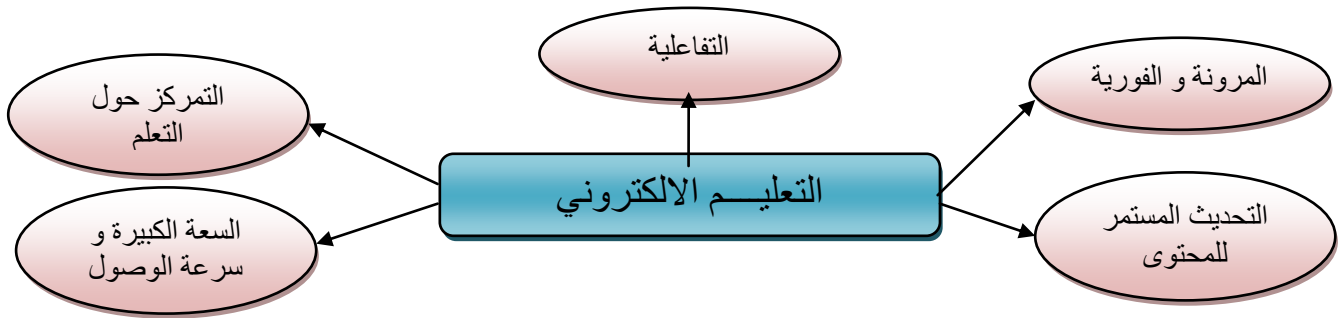 التفاعلية
المرونة و الفورية
التمركز حول
التعلم
التعليـــم الالكتروني
التحديث المستمر
للمحتوى
السعة الكبيرة و
سرعة الوصول